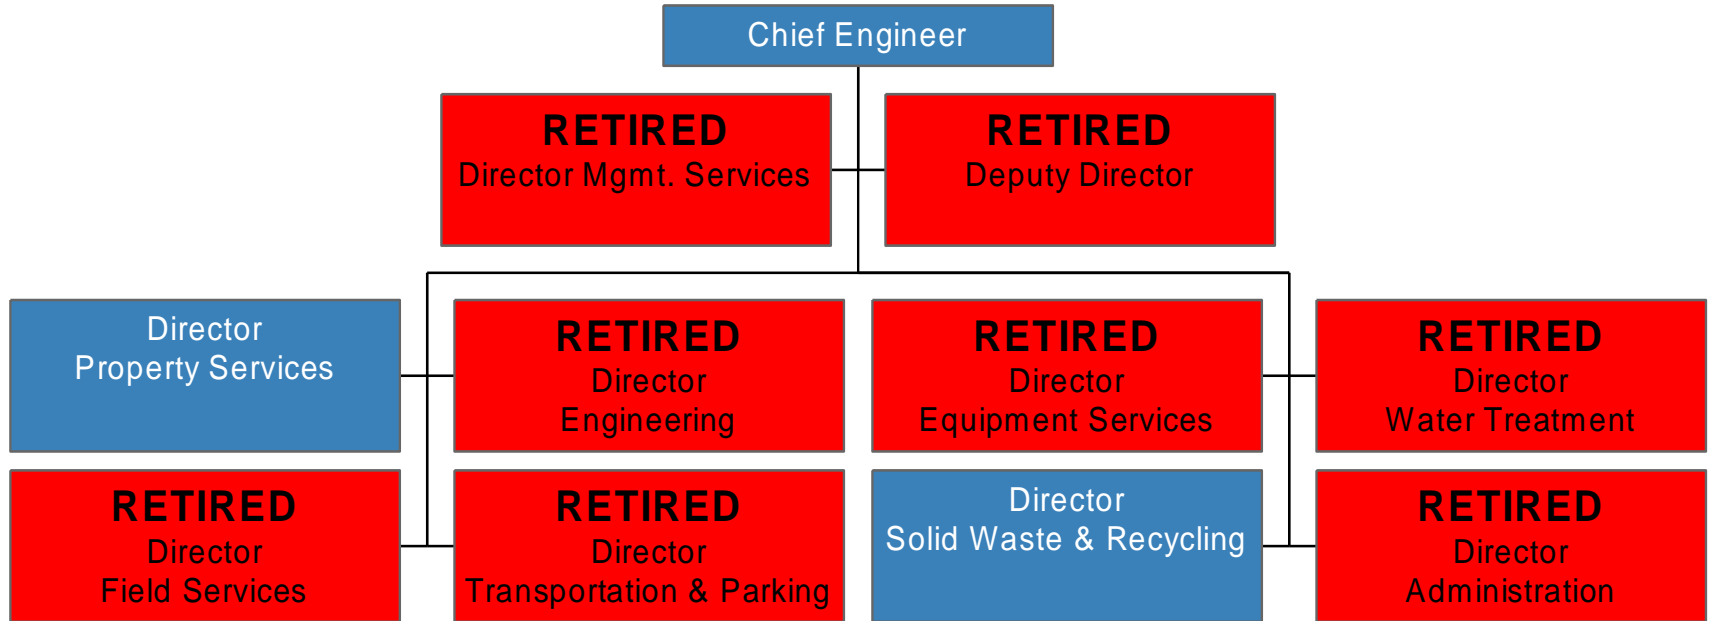 Chief Engineer
RETIRED
Director Mgmt. Services
RETIRED
Deputy Director
Director
Property Services
RETIRED
Director
Engineering
RETIRED
Director
Equipment Services
RETIRED
Director
Water Treatment
RETIRED
Director
Field Services
RETIRED
Director
Transportation & Parking
Director
Solid Waste & Recycling
RETIRED
Director
Administration